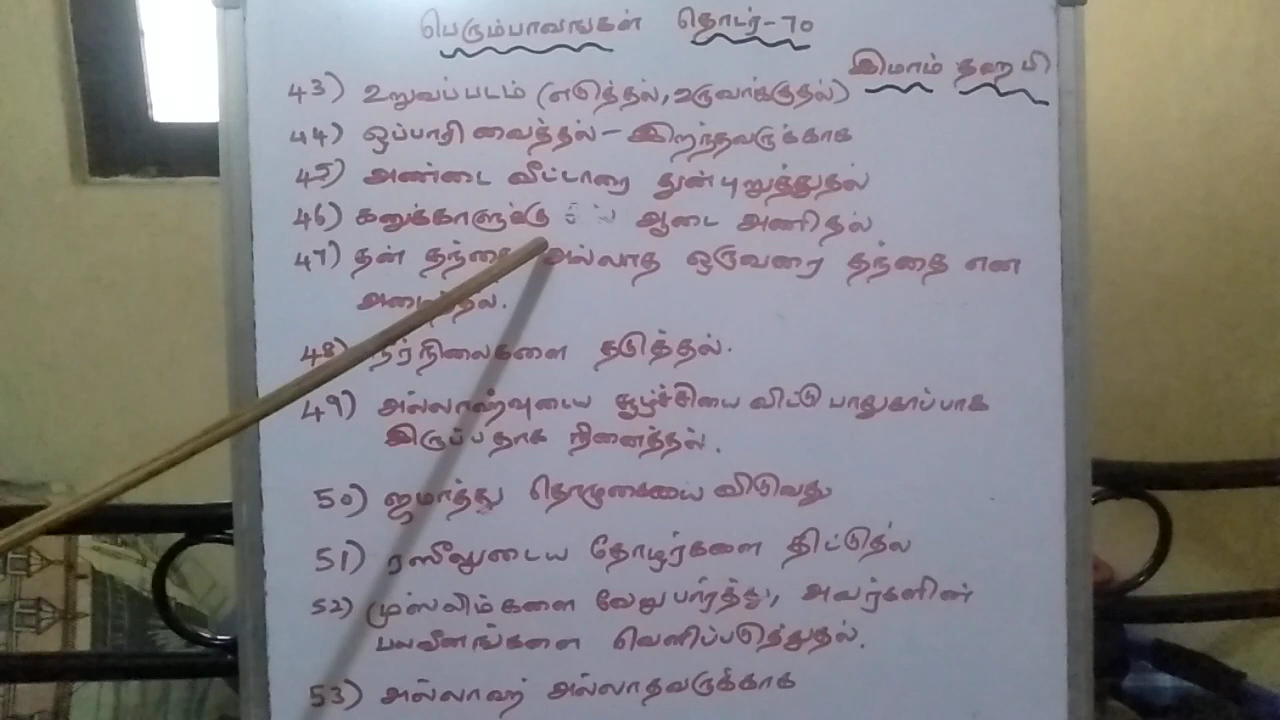 பெரும்பாவங்கள் தொடர்-70
இமாம் தஹபி
43) உறுவப்படம் (எடுத்தல், உருவாக்குதல்)
44) ஒப்பாரி வைத்தல் - இறந்தவருக்காக
45) அண்டை வீட்டாரை துன்புறுத்துதல்
46) கனுக்காளுக்கு ஆடை அணிதல்
47) தன் தந்தை அல்லாத ஒருவரை தந்தை என
அழைத்தல்.
48) நீர்நிலைகளை தடுத்தல்.
49) அல்லாஹ்வுடைய சூழ்ச்சியை விட்டு பாதுகாப்பாக
இருப்பதாக நினைத்தல்.
50) ஜமாத்து தொழுகையை விடுவது
51) ரஸீலுடைய தோழர்களை திட்டுதல்
52) முஸ்லிம்களை வேறு பார்த்து, அவர்களின்
பலவீனங்களை வெளிப்படுத்துதல்.
53) அல்லாஹ் அல்லாதவருக்காக